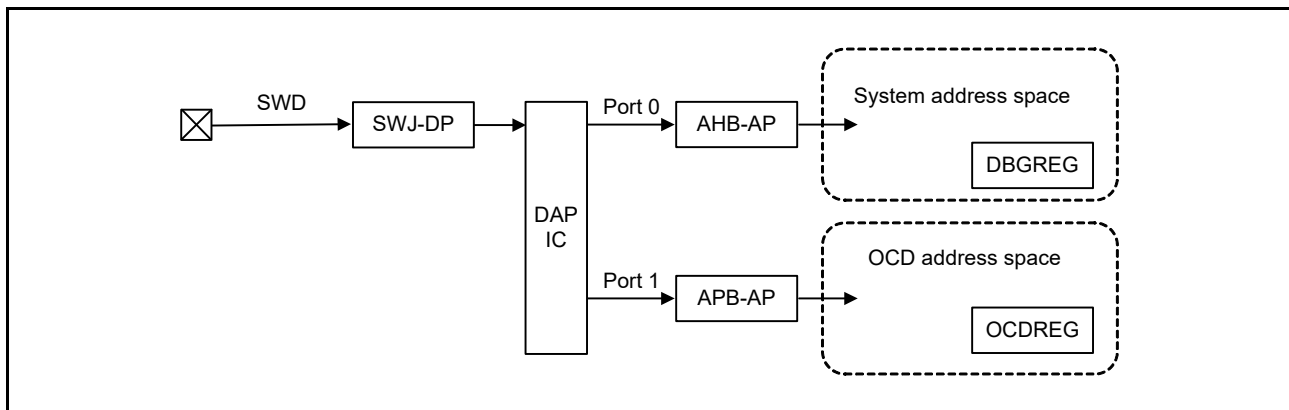 SWD
SWJ-DP
DAP
IC
Port 0
AHB-AP
System address space
DBGREG
Port 1
APB-AP
OCD address space
OCDREG